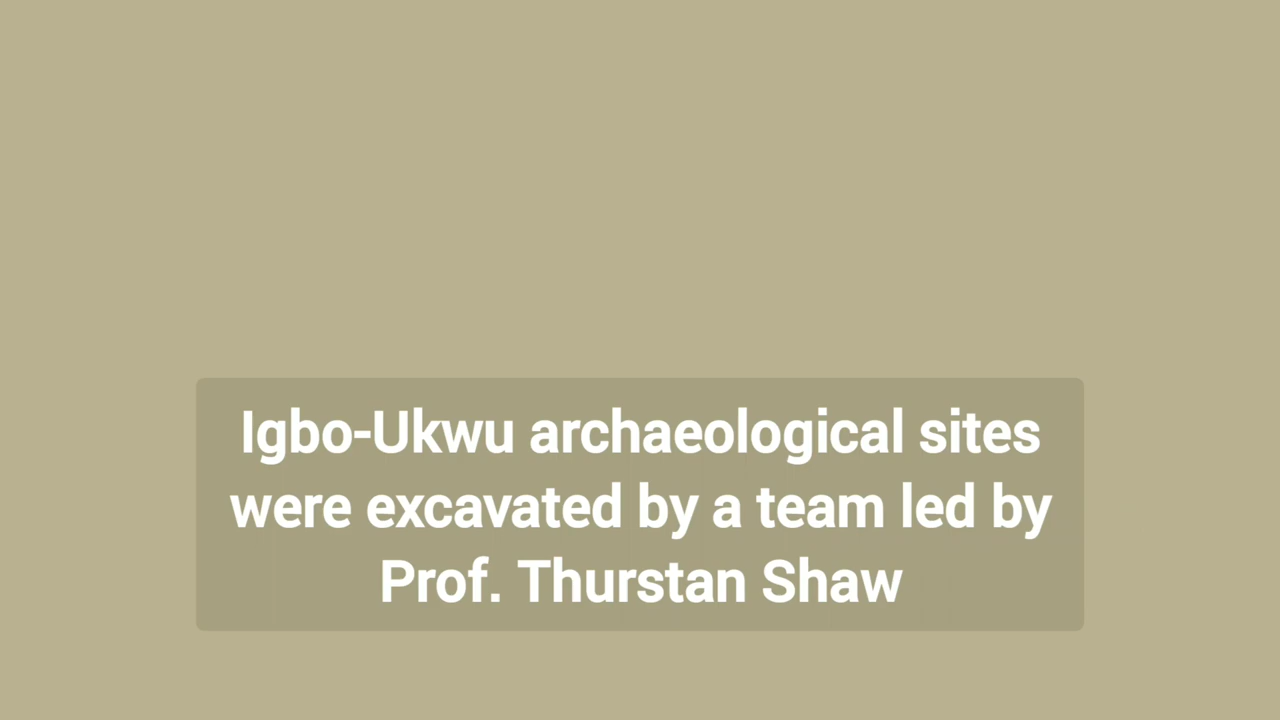 Igbo-Ukwu archaeological sites
were excavated by a team led by
Prof. Thurstan Shaw